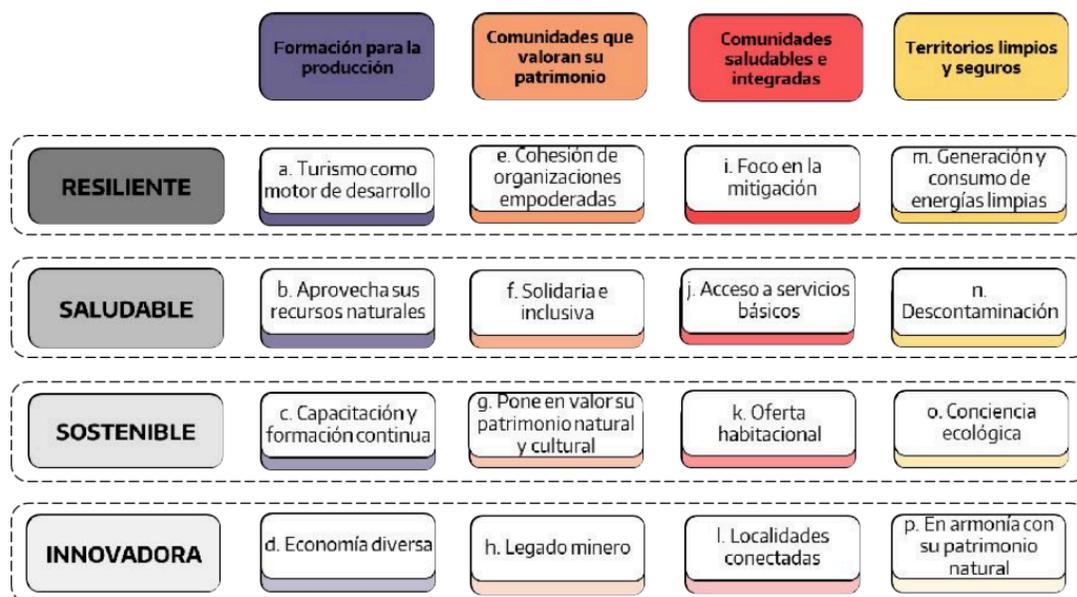 Formación para la
producción
Comunidades que
valoran su
patrimonio
Comunidades
saludables e
integradas
Territorios limpios
y seguros
RESILIENTE
a. Turismo como
motor de desarrollo
e. Cohesión de
organizaciones
empoderadas
i. Foco en la
mitigación
m. Generación y
consumo de
energías limpias
SALUDABLE
b. Aprovecha sus
recursos naturales
f. Solidaria e
inclusiva
j. Acceso a servicios
básicos
n.
Descontaminación
SOSTENIBLE
c. Capacitación y
formación continua
g. Pone en valor su
patrimonio natural
y cultural
k. Oferta
habitacional
o. Conciencia
ecológica
INNOVADORA
d. Economía diversa
h. Legado minero
l. Localidades
conectadas
p. En armonía con
su patrimonio
natural